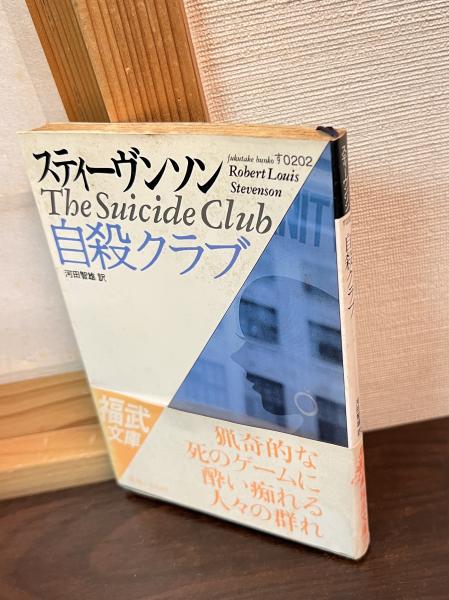 スティーヴンソン
fukutake bunko す0202
Robert Louis
Stevenson
The Suicide Club
自殺クラブ
河田智雄 訳
NIT
自殺クラブ
福武
文庫
猟奇的な
死のゲームに
酔い痴れる
人々の群れ